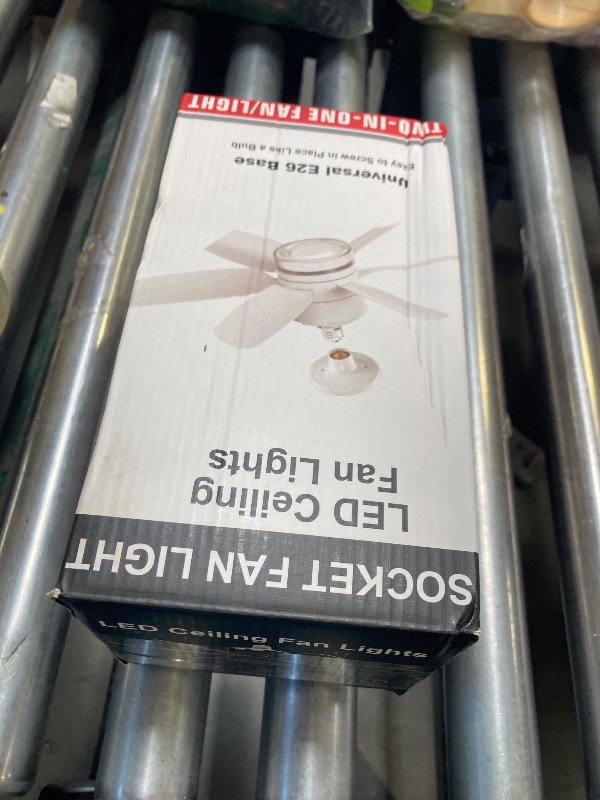 SOCKET FAN LIGHT
LED Ceiling
Fan Lights
Universal E26 Base
Easy to Screw in Place Like a Bulb
TWO-IN-ONE FAN/LIGHT
LED Ceiling Fan Lights